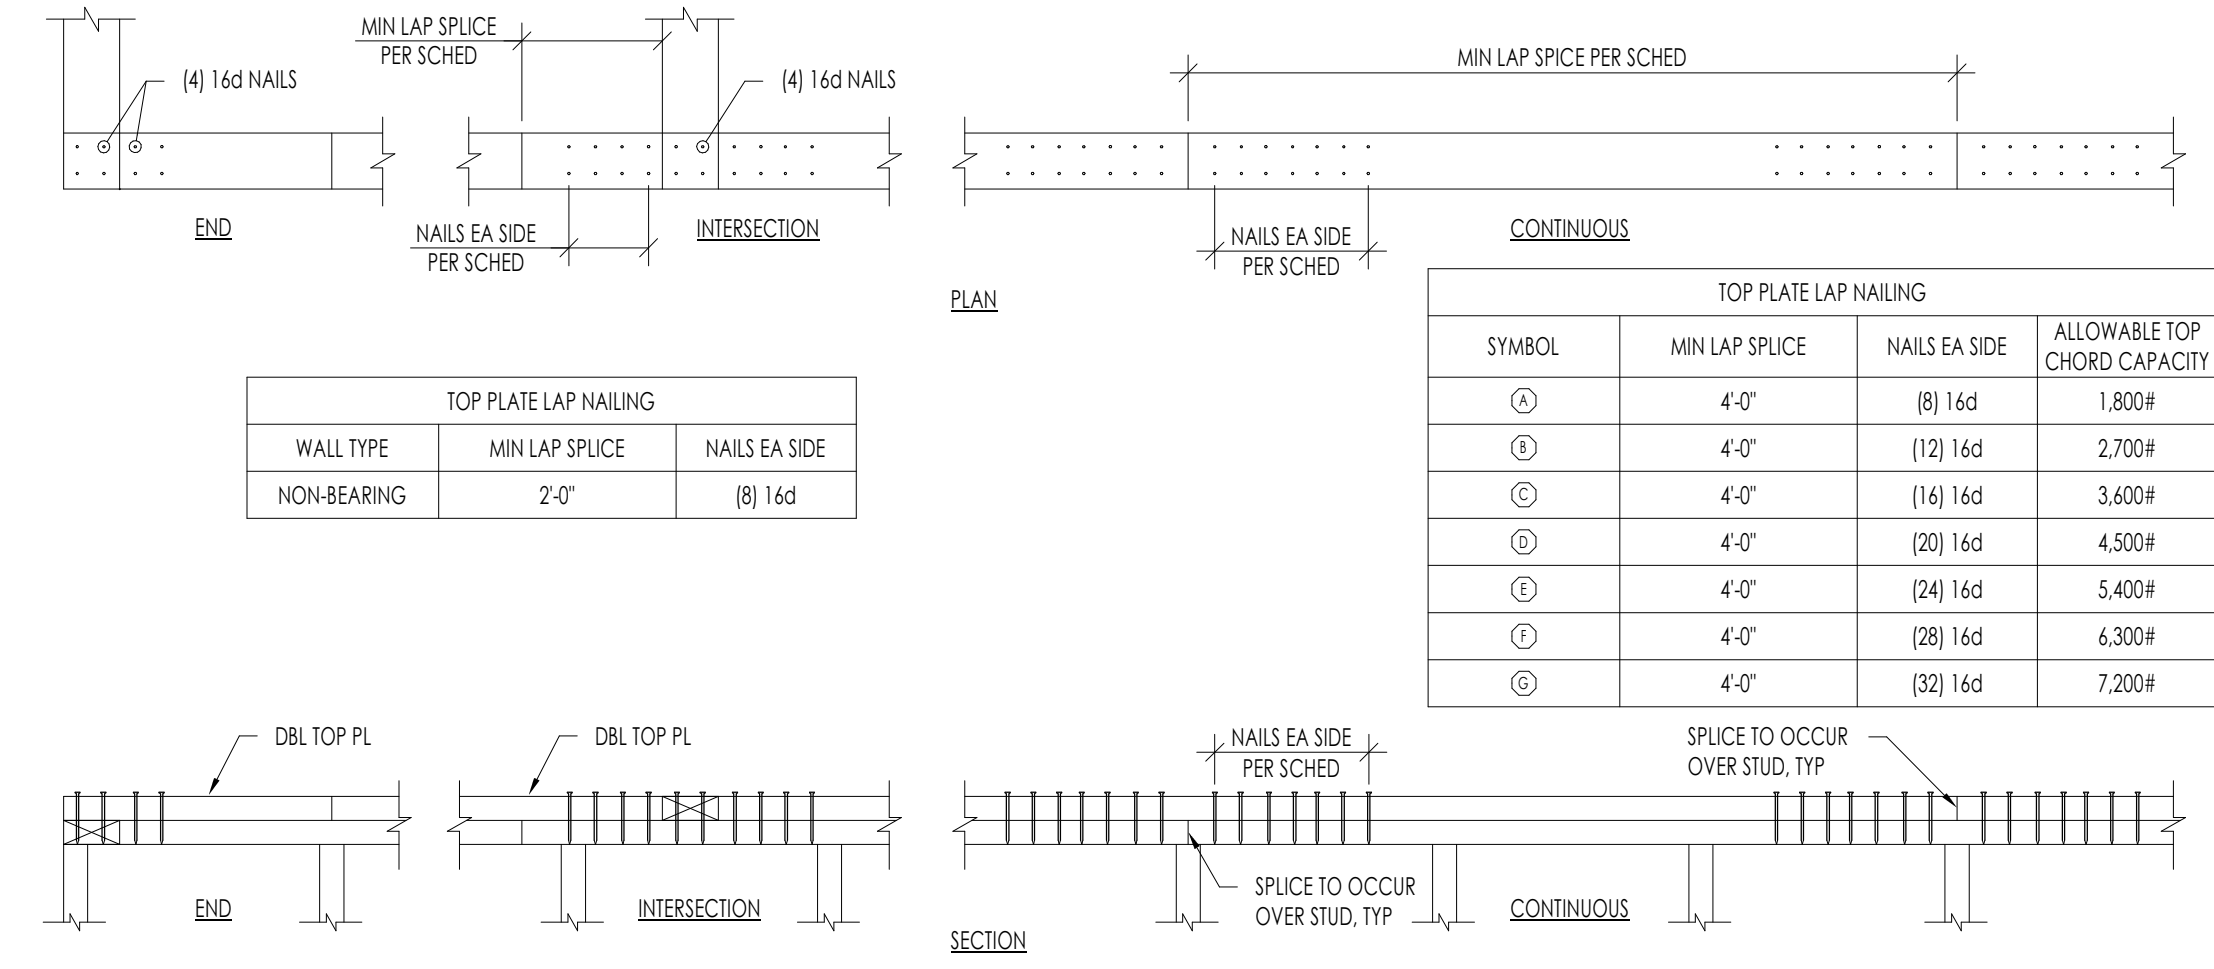 MIN LAP SPLICE
PER SCHED
(4) 16d NAILS
(4) 16d NAILS
MIN LAP SPICE PER SCHED
END
NAILS EA SIDE
PER SCHED
INTERSECTION
NAILS EA SIDE
PER SCHED
CONTINUOUS
PLAN
TOP PLATE LAP NAILING
WALL TYPE MIN LAP SPLICE NAILS EA SIDE
NON-BEARING 2'-0" (8) 16d
TOP PLATE LAP NAILING
SYMBOL MIN LAP SPLICE NAILS EA SIDE ALLOWABLE TOP CHORD CAPACITY
A 4'-0" (8) 16d 1,800#
B 4'-0" (12) 16d 2,700#
C 4'-0" (16) 16d 3,600#
D 4'-0" (20) 16d 4,500#
E 4'-0" (24) 16d 5,400#
F 4'-0" (28) 16d 6,300#
G 4'-0" (32) 16d 7,200#
DBL TOP PL
DBL TOP PL
NAILS EA SIDE
PER SCHED
SPLICE TO OCCUR
OVER STUD, TYP
END
INTERSECTION
SPLICE TO OCCUR
OVER STUD, TYP
CONTINUOUS
SECTION